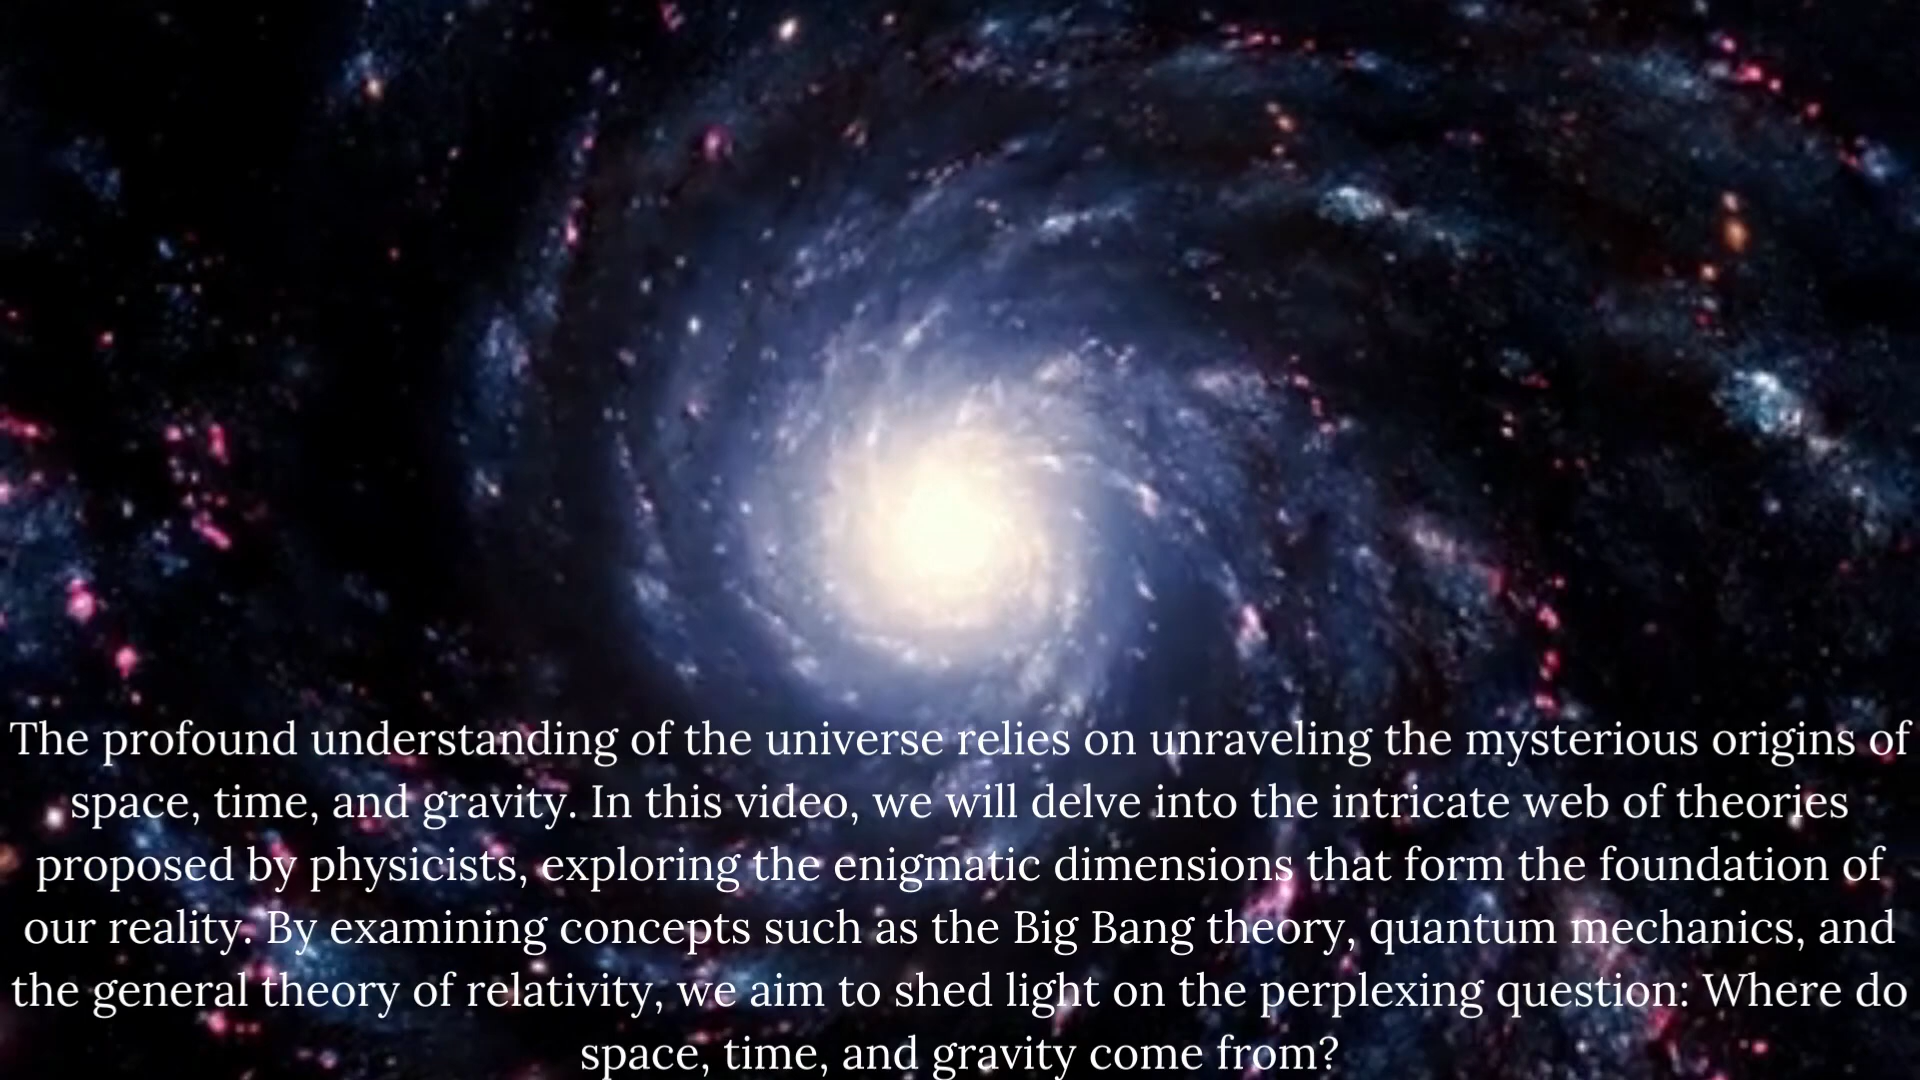 The profound understanding of the universe relies on unraveling the mysterious origins of
space, time, and gravity. In this video, we will delve into the intricate web of theories
proposed by physicists, exploring the enigmatic dimensions that form the foundation of
our reality. By examining concepts such as the Big Bang theory, quantum mechanics, and
the general theory of relativity, we aim to shed light on the perplexing question: Where do
space, time, and gravity come from?